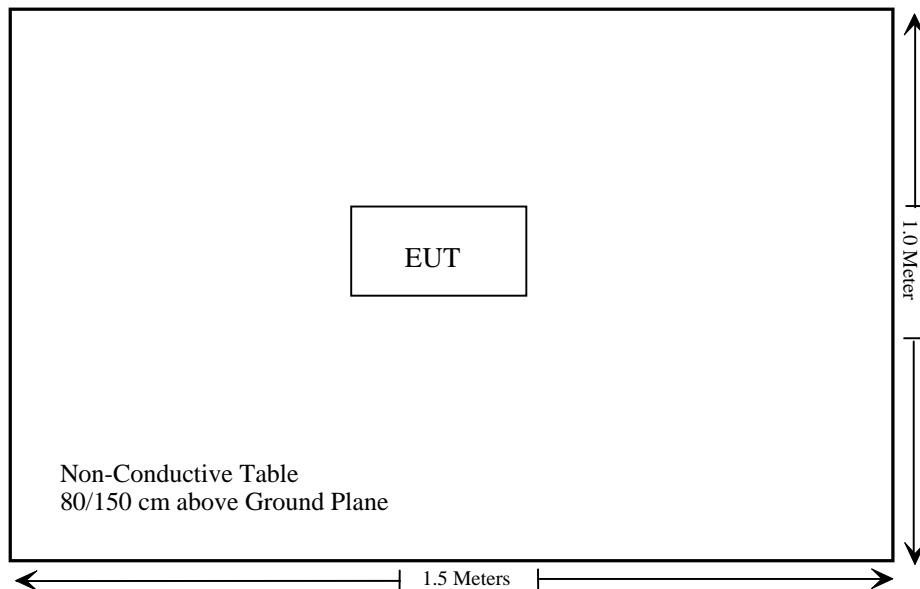 EUT
1.0 Meter
Non-Conductive Table
80/150 cm above Ground Plane
1.5 Meters